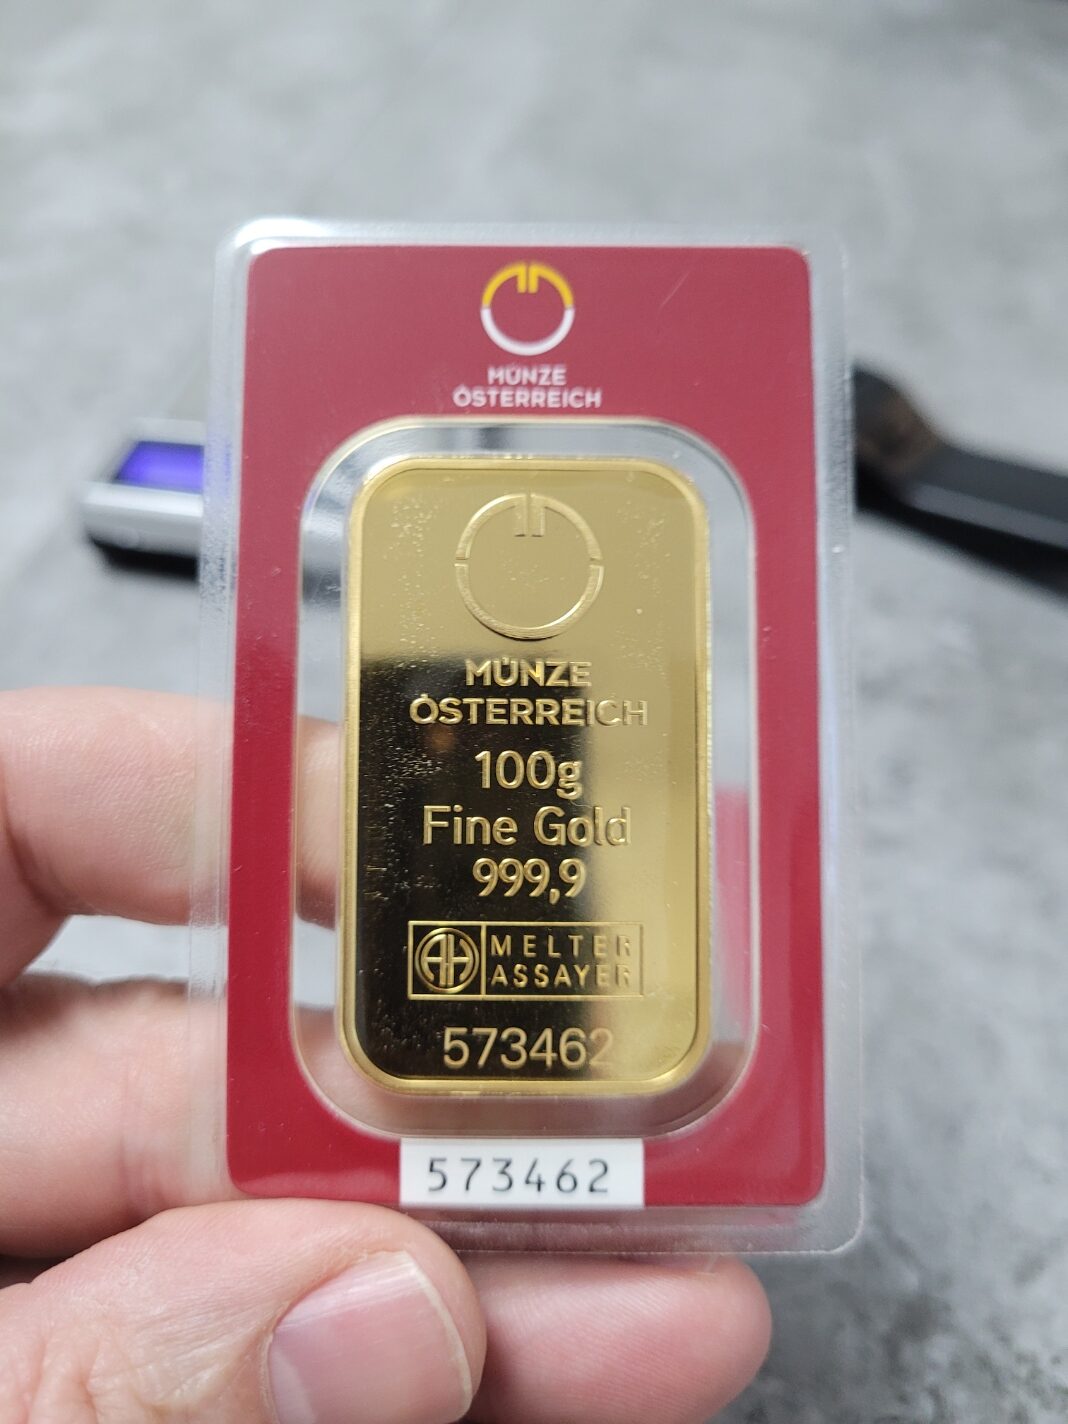 MÜNZE
ÖSTERREICH
MÜNZE
ÖSTERREICH
100g
Fine Gold
999,9
MELTER
ASSAYER
573462
573462